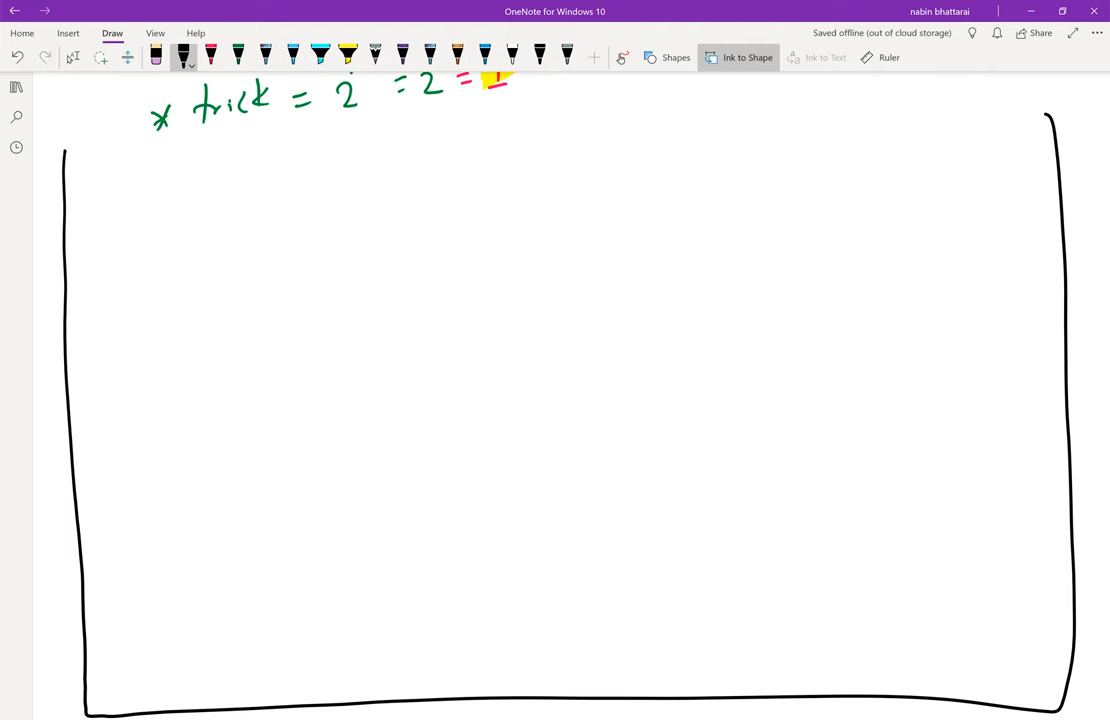 OneNote for Windows 10
nabin bhattarai
Home Insert Draw View Help
Saved offline (out of cloud storage)
Share
Shapes
Ink to Shape
Ink to Text
Ruler
* trick = 2 = 2 =